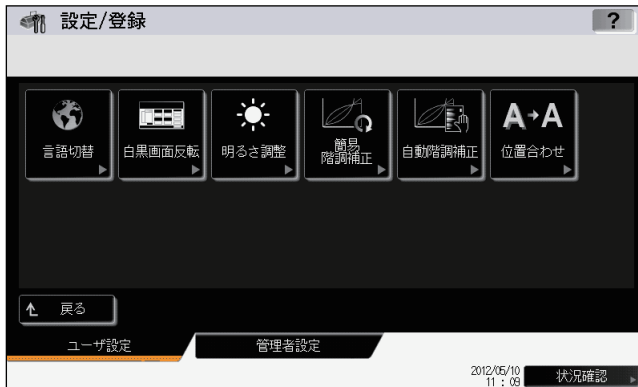 設定/登録
?
言語切替
白黒画面反転
明るさ調整
簡易
階調補正
自動階調補正
A→A
位置合わせ
戻る
ユーザ設定
管理者設定
2012/05/10
11 : 09
状況確認